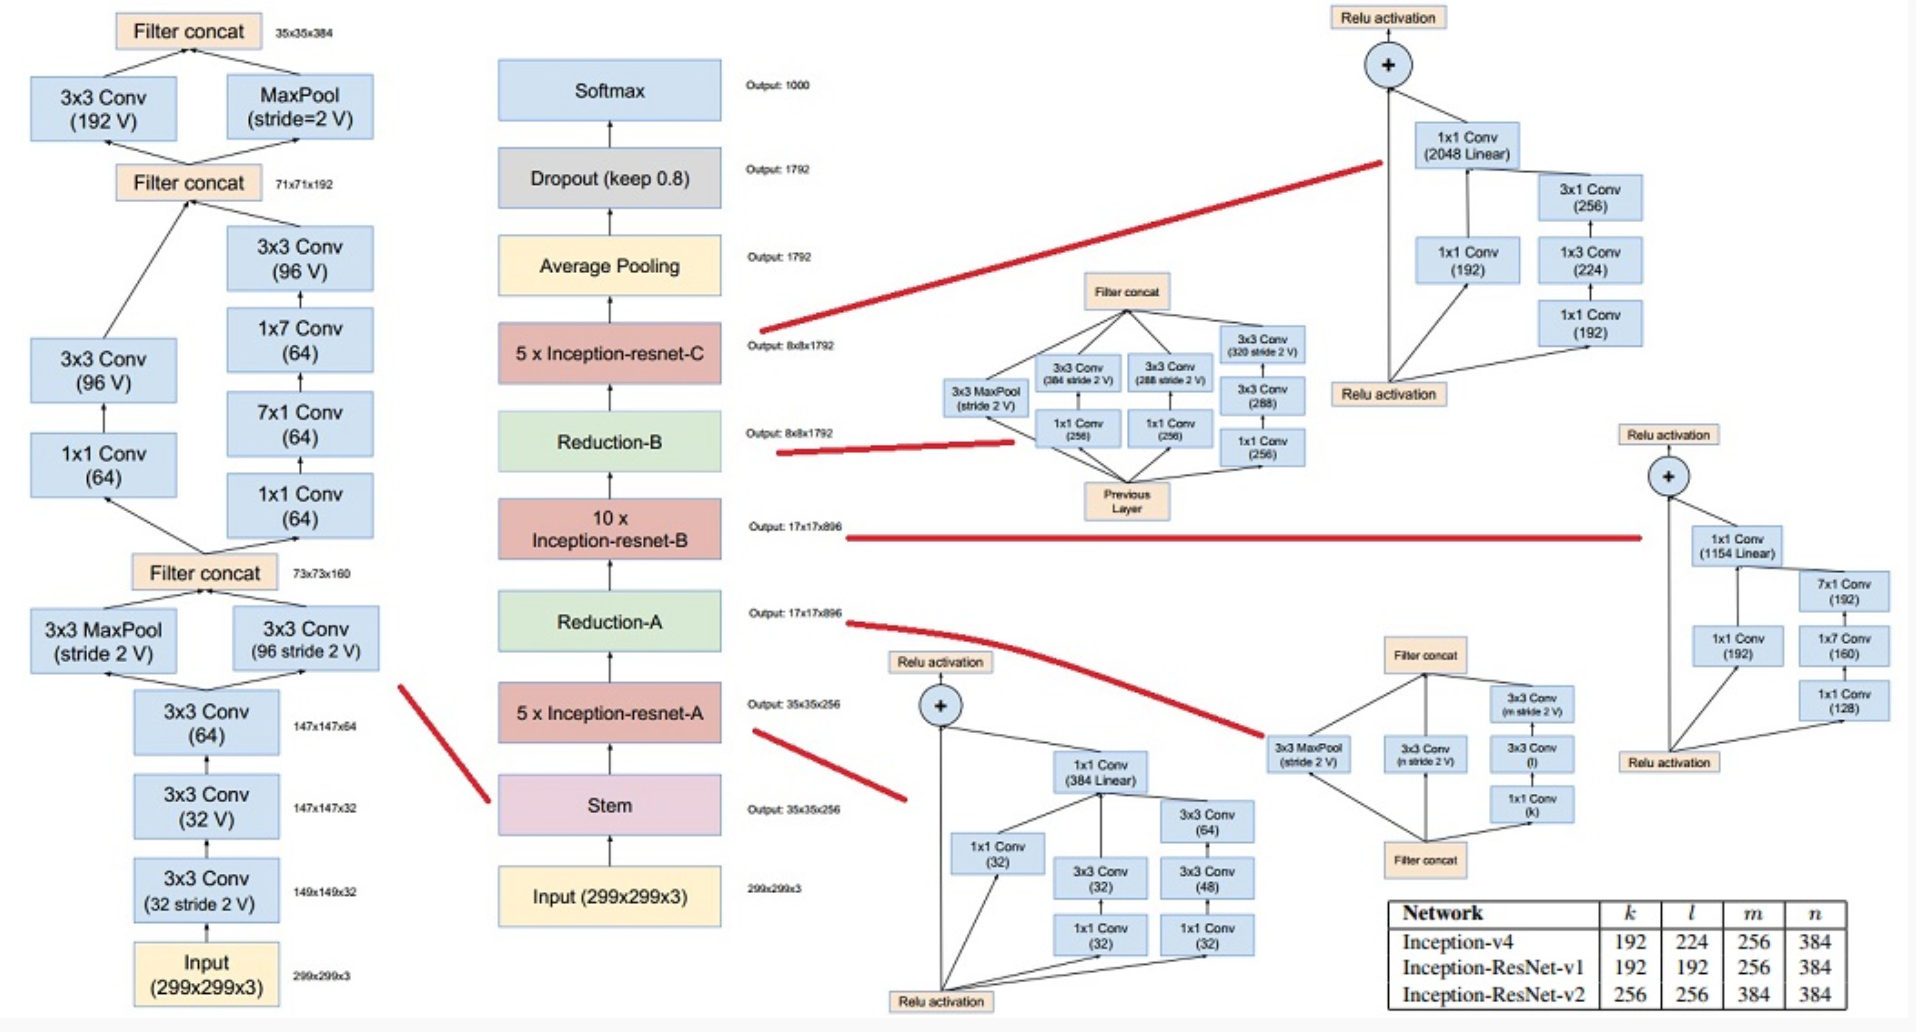 Filter concat
35x35x384
3x3 Conv
(192 V)
MaxPool
(stride=2 V)
Filter concat
71x71x192
3x3 Conv
(96 V)
1x7 Conv
(64)
3x3 Conv
(96 V)
7x1 Conv
(64)
1x1 Conv
(64)
1x1 Conv
(64)
Filter concat
73x73x160
3x3 MaxPool
(stride 2 V)
3x3 Conv
(96 stride 2 V)
3x3 Conv
(64)
147x147x64
3x3 Conv
(32 V)
147x147x32
3x3 Conv
(32 stride 2 V)
149x149x32
Input
(299x299x3)
299x299x3
Softmax
Output: 1000
Dropout (keep 0.8)
Output: 1792
Average Pooling
Output: 1792
5 x Inception-resnet-C
Output: 8x8x1792
Reduction-B
Output: 8x8x1792
10 x
Inception-resnet-B
Output: 17x17x896
Reduction-A
Output: 17x17x896
5 x Inception-resnet-A
Output: 35x35x256
Stem
Output: 35x35x256
Input (299x299x3)
299x299x3
Relu activation
+
1x1 Conv
(2048 Linear)
3x1 Conv
(256)
1x1 Conv
(192)
1x3 Conv
(224)
1x1 Conv
(192)
Relu activation
Filter concat
3x3 MaxPool
(stride 2 V)
3x3 Conv
(384 stride 2 V)
3x3 Conv
(288 stride 2 V)
3x3 Conv
(320 stride 2 V)
3x3 Conv
(288)
1x1 Conv
(256)
1x1 Conv
(256)
1x1 Conv
(256)
Previous
Layer
Relu activation
+
1x1 Conv
(1154 Linear)
7x1 Conv
(192)
1x1 Conv
(192)
1x7 Conv
(160)
1x1 Conv
(128)
Relu activation
Relu activation
+
1x1 Conv
(384 Linear)
1x1 Conv
(32)
3x3 Conv
(64)
3x3 Conv
(32)
3x3 Conv
(48)
1x1 Conv
(32)
1x1 Conv
(32)
Relu activation
Filter concat
3x3 MaxPool
(stride 2 V)
3x3 Conv
(n stride 2 V)
3x3 Conv
(m stride 2 V)
3x3 Conv
(l)
1x1 Conv
(k)
Filter concat
Network k l m n
Inception-v4 192 224 256 384
Inception-ResNet-v1 192 192 256 384
Inception-ResNet-v2 256 256 384 384